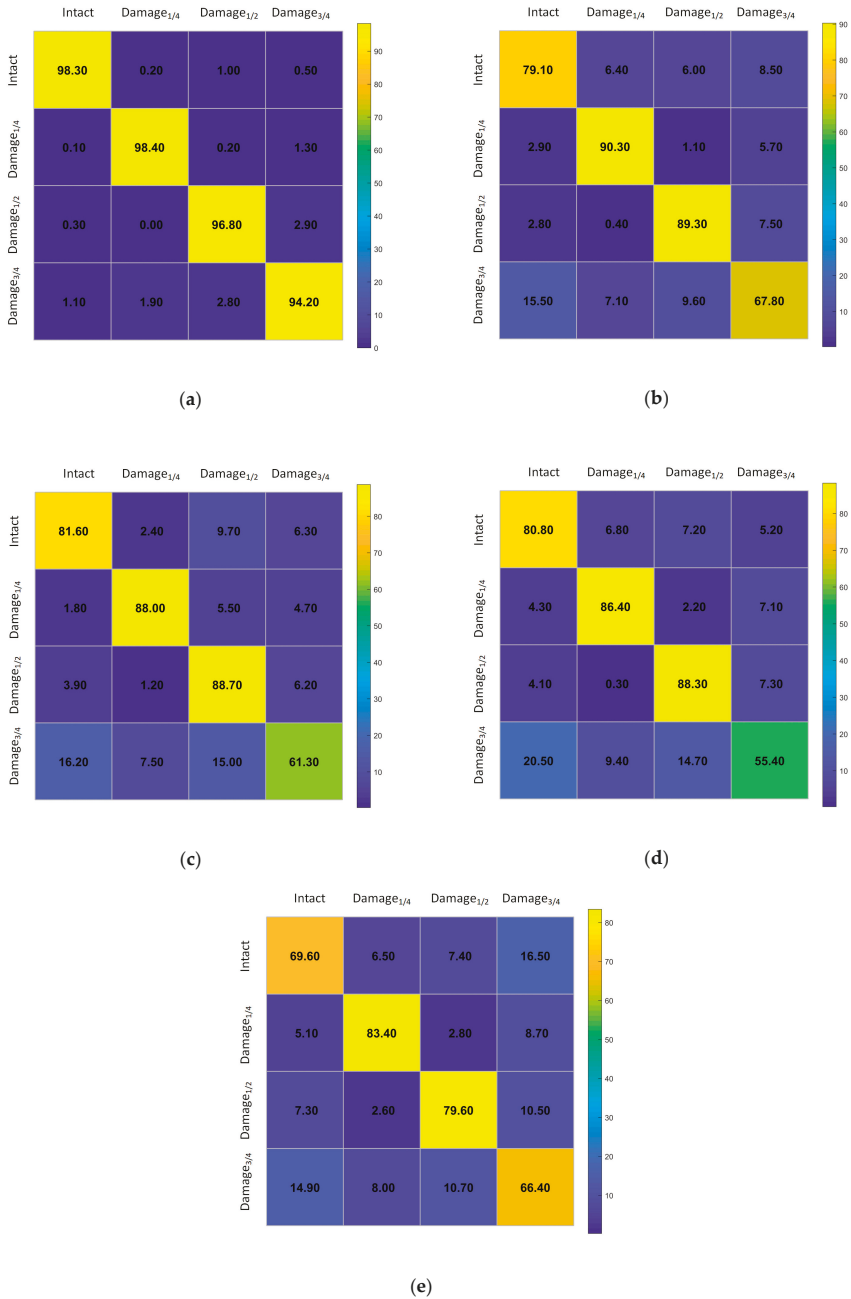 Intact Damage1/4 Damage1/2 Damage3/4
Intact 98.30 0.20 1.00 0.50
Damage1/4 0.10 98.40 0.20 1.30
Damage1/2 0.30 0.00 96.80 2.90
Damage3/4 1.10 1.90 2.80 94.20
90
80
70
60
50
40
30
20
10
0
(a)
Intact Damage1/4 Damage1/2 Damage3/4
Intact 79.10 6.40 6.00 8.50
Damage1/4 2.90 90.30 1.10 5.70
Damage1/2 2.80 0.40 89.30 7.50
Damage3/4 15.50 7.10 9.60 67.80
90
80
70
60
50
40
30
20
10
(b)
Intact Damage1/4 Damage1/2 Damage3/4
Intact 81.60 2.40 9.70 6.30
Damage1/4 1.80 88.00 5.50 4.70
Damage1/2 3.90 1.20 88.70 6.20
Damage3/4 16.20 7.50 15.00 61.30
80
70
60
50
40
30
20
10
(c)
Intact Damage1/4 Damage1/2 Damage3/4
Intact 80.80 6.80 7.20 5.20
Damage1/4 4.30 86.40 2.20 7.10
Damage1/2 4.10 0.30 88.30 7.30
Damage3/4 20.50 9.40 14.70 55.40
80
70
60
50
40
30
20
10
(d)
Intact Damage1/4 Damage1/2 Damage3/4
Intact 69.60 6.50 7.40 16.50
Damage1/4 5.10 83.40 2.80 8.70
Damage1/2 7.30 2.60 79.60 10.50
Damage3/4 14.90 8.00 10.70 66.40
80
70
60
50
40
30
20
10
(e)